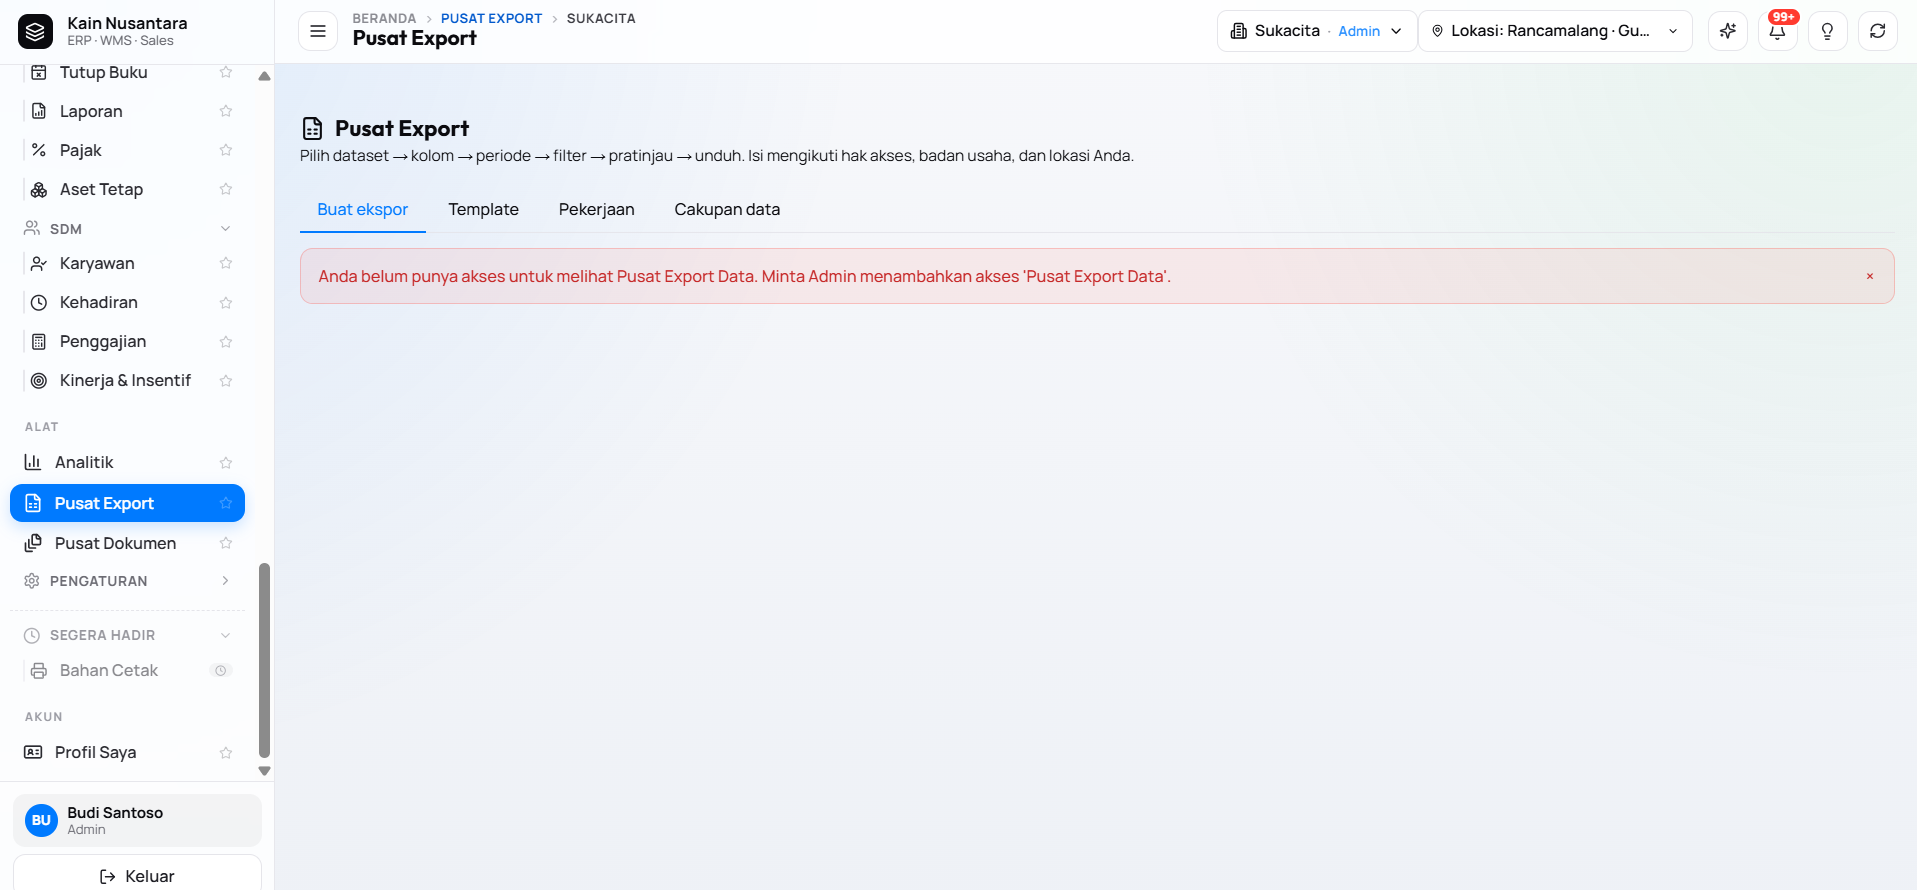 Kain Nusantara
ERP · WMS · Sales
Tutup Buku
Laporan
Pajak
Aset Tetap
SDM
Karyawan
Kehadiran
Penggajian
Kinerja & Insentif
ALAT
Analitik
Pusat Export
Pusat Dokumen
PENGATURAN
SEGERA HADIR
Bahan Cetak
AKUN
Profil Saya
BU
Budi Santoso
Admin
Keluar
BERANDA > PUSAT EXPORT > SUKACITA
Pusat Export
Sukacita · Admin
Lokasi: Rancamalang · Gu...
99+
Pusat Export
Pilih dataset → kolom → periode → filter → pratinjau → unduh. Isi mengikuti hak akses, badan usaha, dan lokasi Anda.
Buat ekspor Template Pekerjaan Cakupan data
Anda belum punya akses untuk melihat Pusat Export Data. Minta Admin menambahkan akses 'Pusat Export Data'. ×